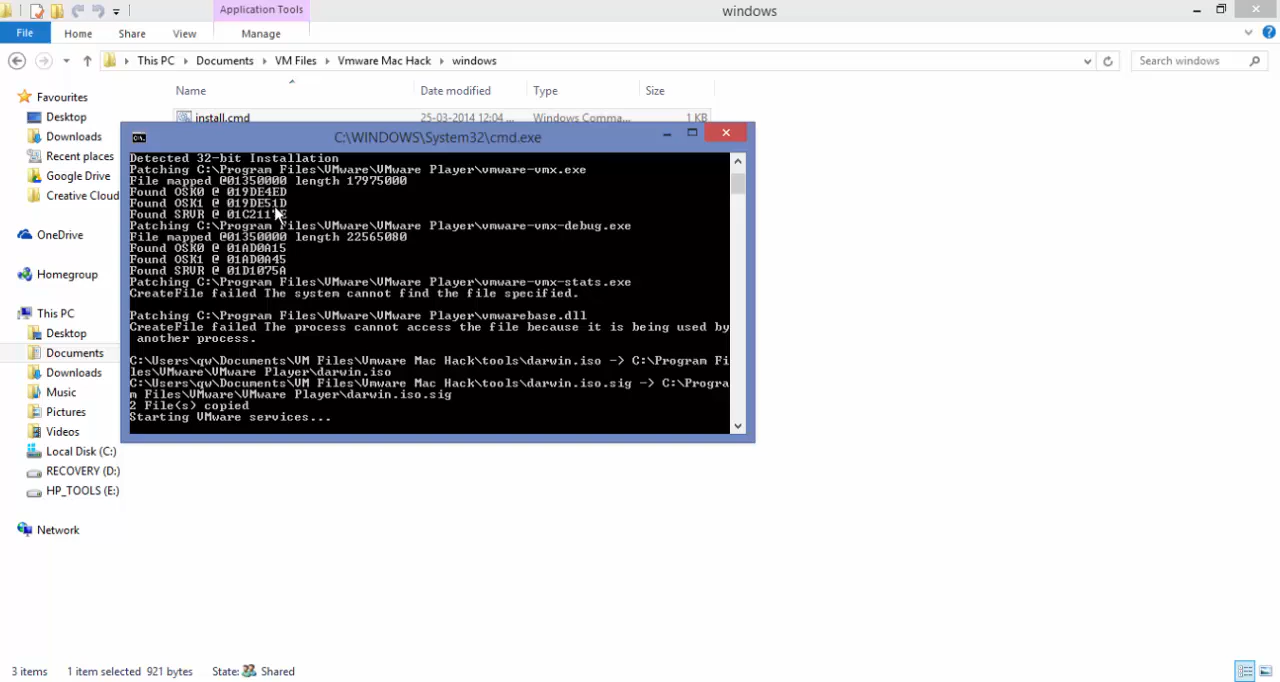 Application Tools
windows
File Home Share View Manage
This PC Documents VM Files Vmware Mac Hack windows
Search windows
Name Date modified Type Size
install.cmd 25-03-2014 12:04 ... Windows Comma... 1 KB
Favourites
Desktop
Downloads
Recent places
Google Drive
Creative Cloud
OneDrive
Homegroup
This PC
Desktop
Documents
Downloads
Music
Pictures
Videos
Local Disk (C:)
RECOVERY (D:)
HP_TOOLS (E:)
Network
C:\WINDOWS\System32\cmd.exe
Detected 32-bit Installation
Patching C:\Program Files\VMware\VMware Player\vmware-vmx.exe
File mapped @01350000 length 17975000
Found OSK0 @ 019DE4ED
Found OSK1 @ 019DE51D
Found SRVR @
Patching C:\Program Files\VMware\VMware Player\vmware-vmx-debug.exe
File mapped @01350000 length 22565080
Found OSK0 @ 01AD0A15
Found OSK1 @ 01AD0A45
Found SRVR @ 01D1075A
Patching C:\Program Files\VMware\VMware Player\vmware-vmx-stats.exe
CreateFile failed The system cannot find the file specified.
Patching C:\Program Files\VMware\VMware Player\vmwarebase.dll
CreateFile failed The process cannot access the file because it is being used by
another process.
C:\Users\qw\Documents\VM Files\Vmware Mac Hack\tools\darwin.iso -> C:\Program Fi
les\VMware\VMware Player\darwin.iso
C:\Users\qw\Documents\VM Files\Vmware Mac Hack\tools\darwin.iso.sig -> C:\Progra
m Files\VMware\VMware Player\darwin.iso.sig
2 File(s) copied
Starting VMware services...
3 items 1 item selected 921 bytes State: Shared